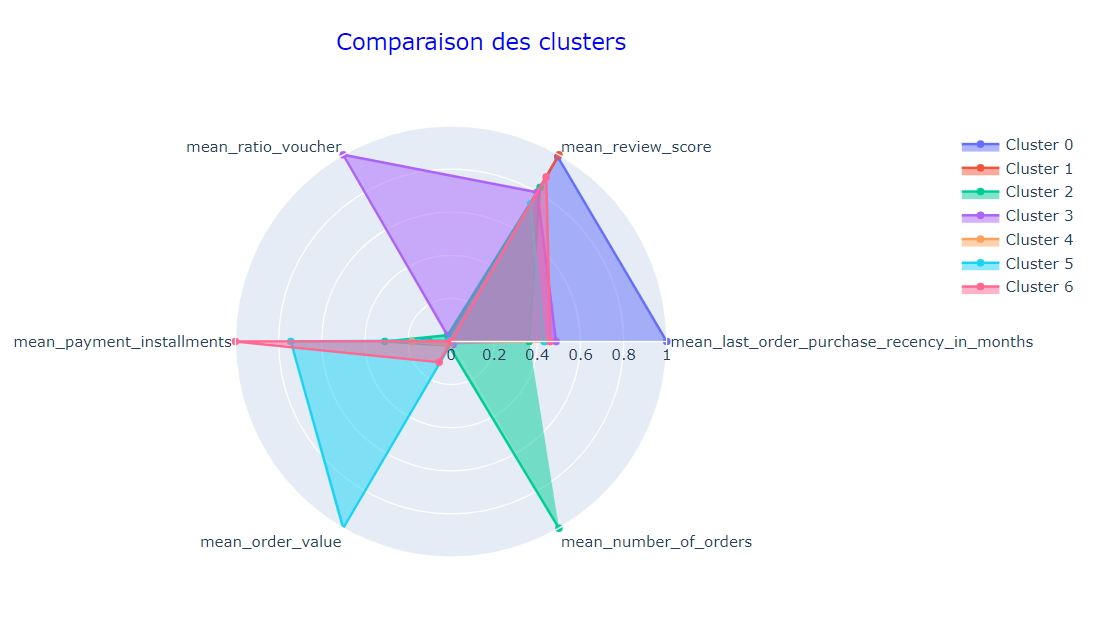 Comparaison des clusters
mean_ratio_voucher
mean_review_score
mean_payment_installments
0
0.2
0.4
0.6
0.8
1
mean_last_order_purchase_recency_in_months
mean_order_value
mean_number_of_orders
Cluster 0
Cluster 1
Cluster 2
Cluster 3
Cluster 4
Cluster 5
Cluster 6